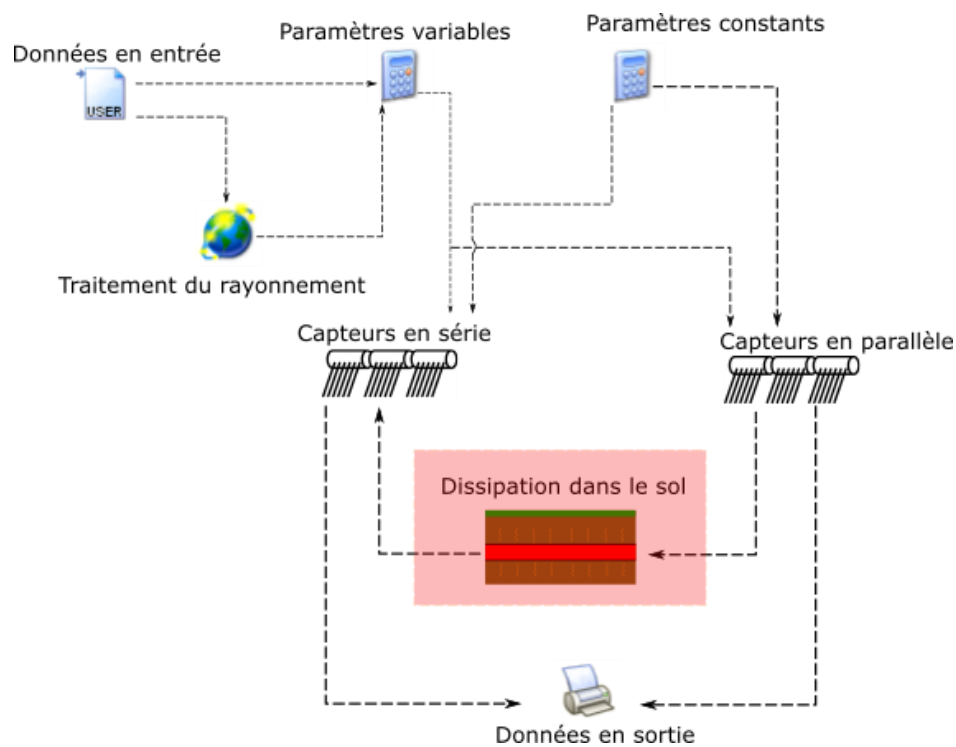 Paramètres variables
Paramètres constants
Données en entrée
USER
Traitement du rayonnement
Capteurs en série
Capteurs en parallèle
Dissipation dans le sol
Données en sortie